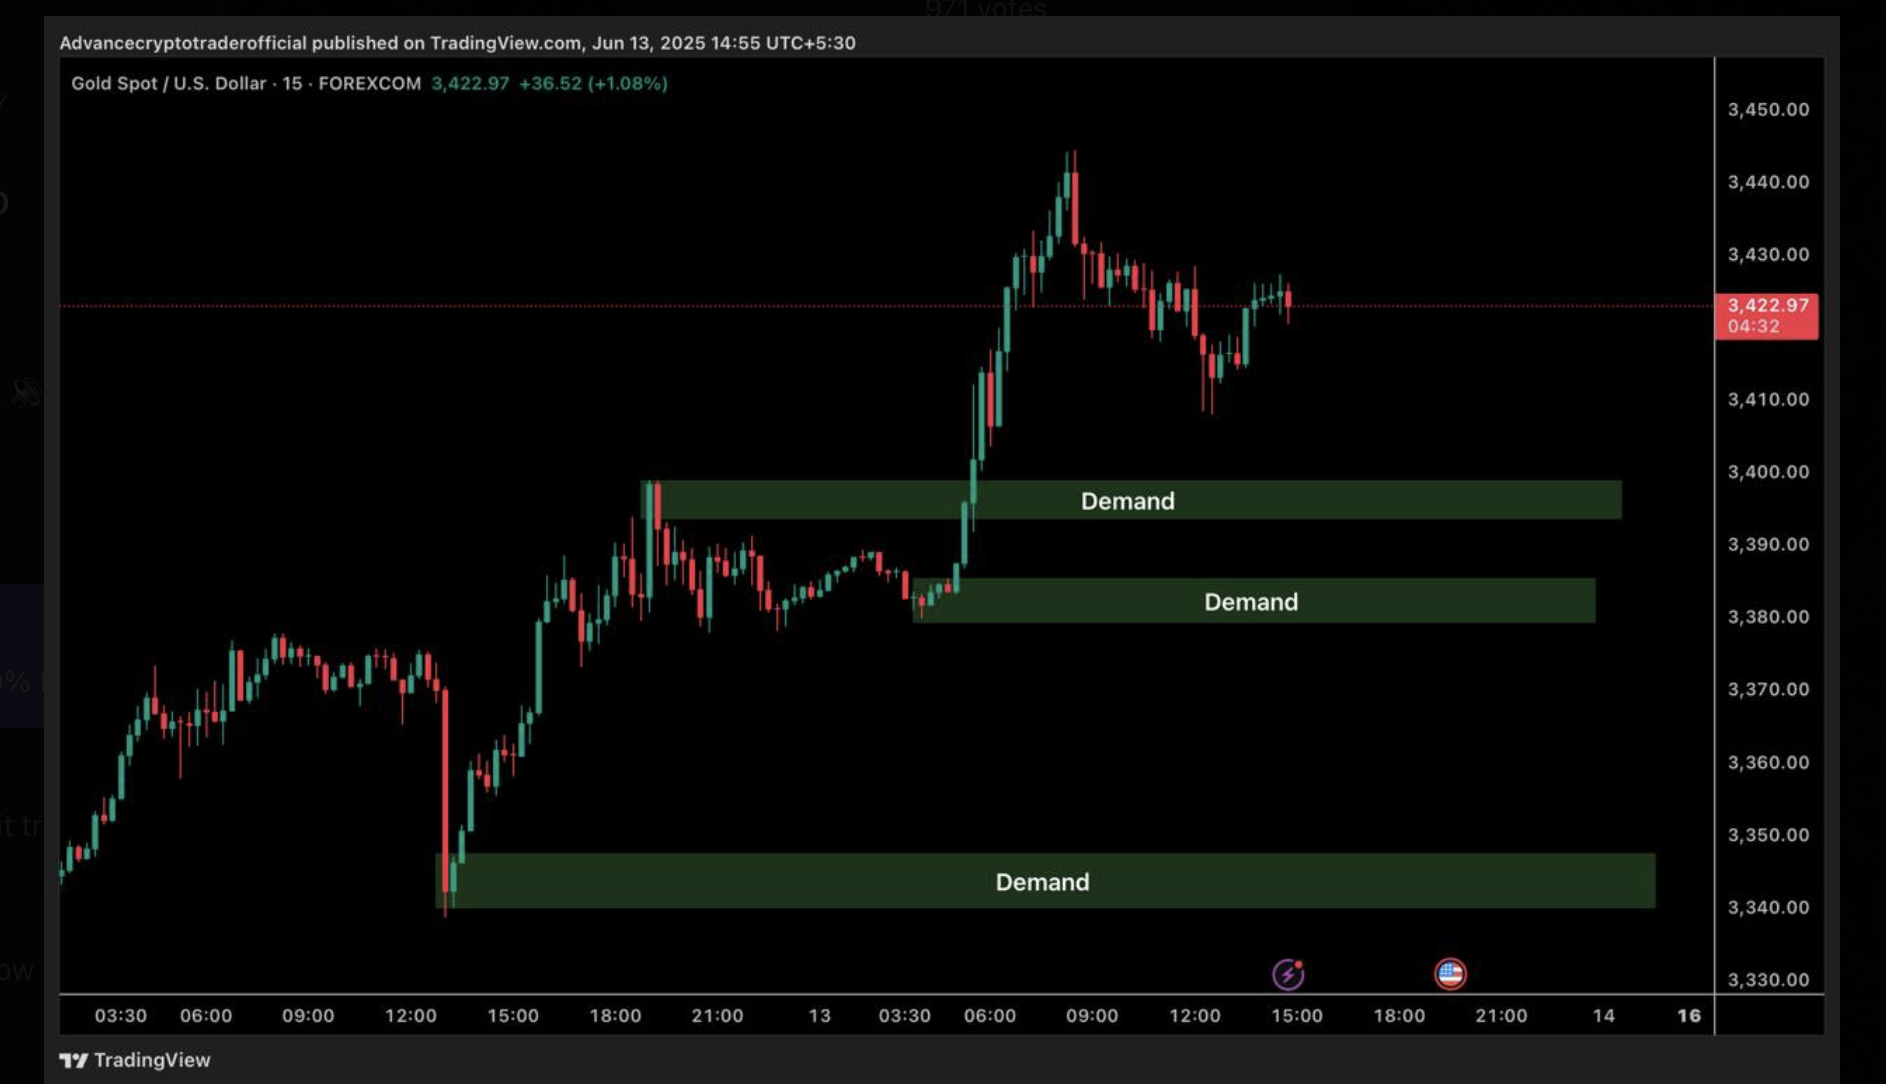 971 votes
Advancecryptotraderofficial published on TradingView.com, Jun 13, 2025 14:55 UTC+5:30
Gold Spot / U.S. Dollar · 15 · FOREXCOM 3,422.97 +36.52 (+1.08%)
3,450.00
3,440.00
3,430.00
3,422.97
04:32
3,410.00
3,400.00
Demand
3,390.00
Demand
3,380.00
3,370.00
3,360.00
3,350.00
Demand
3,340.00
3,330.00
03:30 06:00 09:00 12:00 15:00 18:00 21:00 13 03:30 06:00 09:00 12:00 15:00 18:00 21:00 14 16
TradingView